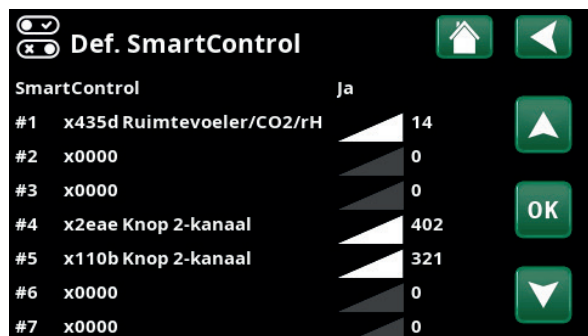 Def. SmartControl
SmartControl Ja
#1 x435d Ruimtevoeler/CO2/rH 14
#2 x0000 0
#3 x0000 0
#4 x2eae Knop 2-kanaal 402
#5 x110b Knop 2-kanaal 321
#6 x0000 0
#7 x0000 0
OK